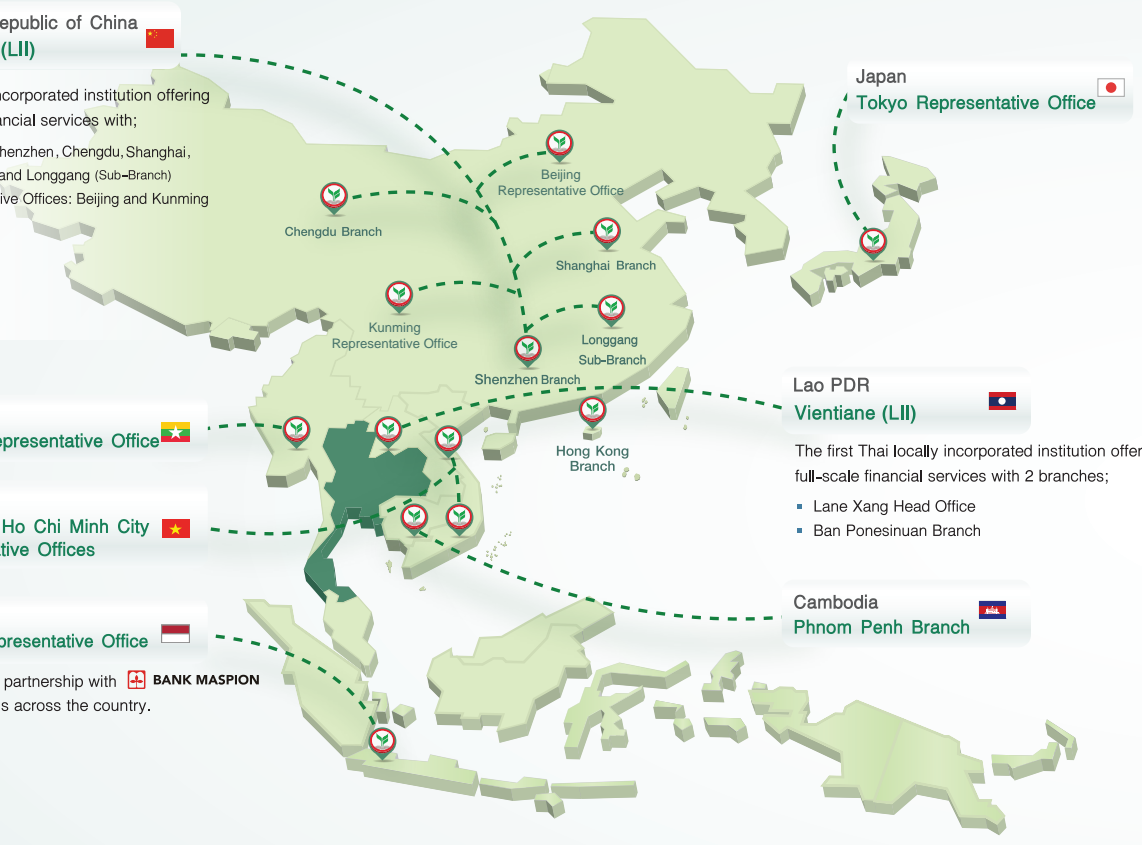 epublic of China
(LII)
ncorporated institution offering
ancial services with;
henzhen, Chengdu, Shanghai,
and Longgang (Sub-Branch)
ive Offices: Beijing and Kunming
Japan
Tokyo Representative Office
Beijing
Representative Office
Chengdu Branch
Shanghai Branch
Kunming
Representative Office
Longgang
Sub-Branch
Shenzhen Branch
Hong Kong
Branch
Lao PDR
Vientiane (LII)
The first Thai locally incorporated institution offer
full-scale financial services with 2 branches;
▪ Lane Xang Head Office
▪ Ban Ponesinuan Branch
epresentative Office
Ho Chi Minh City
tive Offices
Cambodia
Phnom Penh Branch
presentative Office
partnership with BANK MASPION
s across the country.